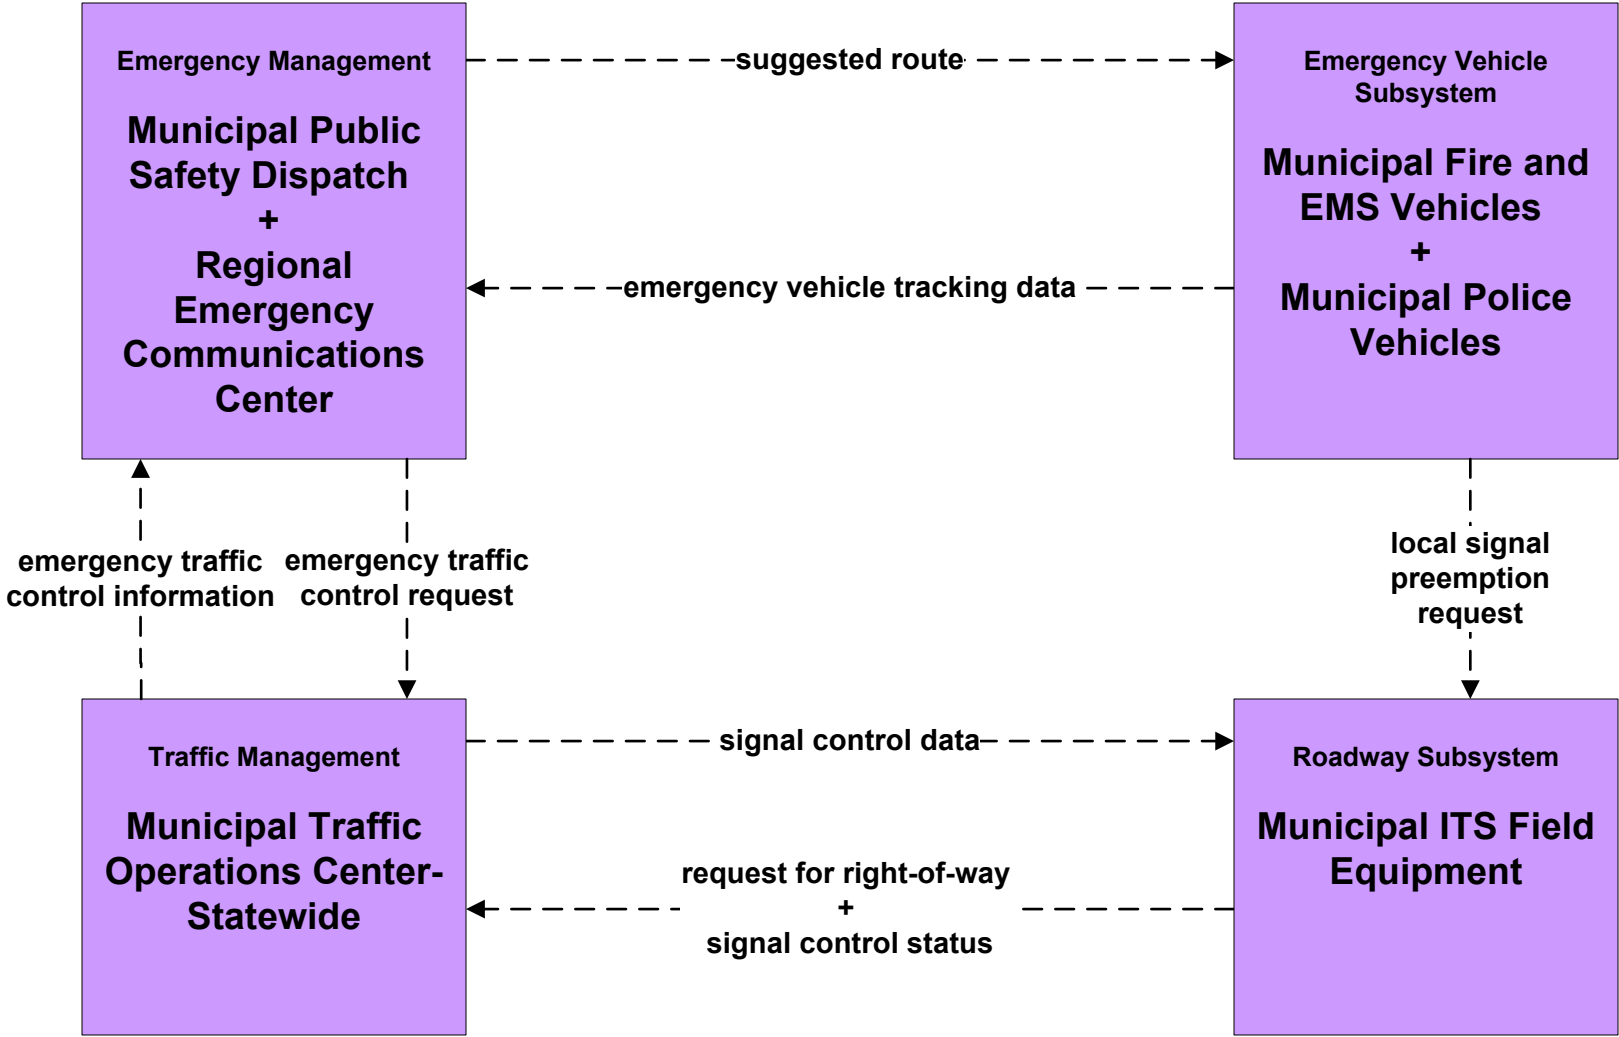 Emergency Management
Municipal Public
Safety Dispatch
+
Regional
Emergency
Communications
Center
suggested route
emergency vehicle tracking data
Emergency Vehicle
Subsystem
Municipal Fire and
EMS Vehicles
+
Municipal Police
Vehicles
emergency traffic
control information
emergency traffic
control request
local signal
preemption
request
Traffic Management
Municipal Traffic
Operations Center-
Statewide
signal control data
request for right-of-way
+
signal control status
Roadway Subsystem
Municipal ITS Field
Equipment